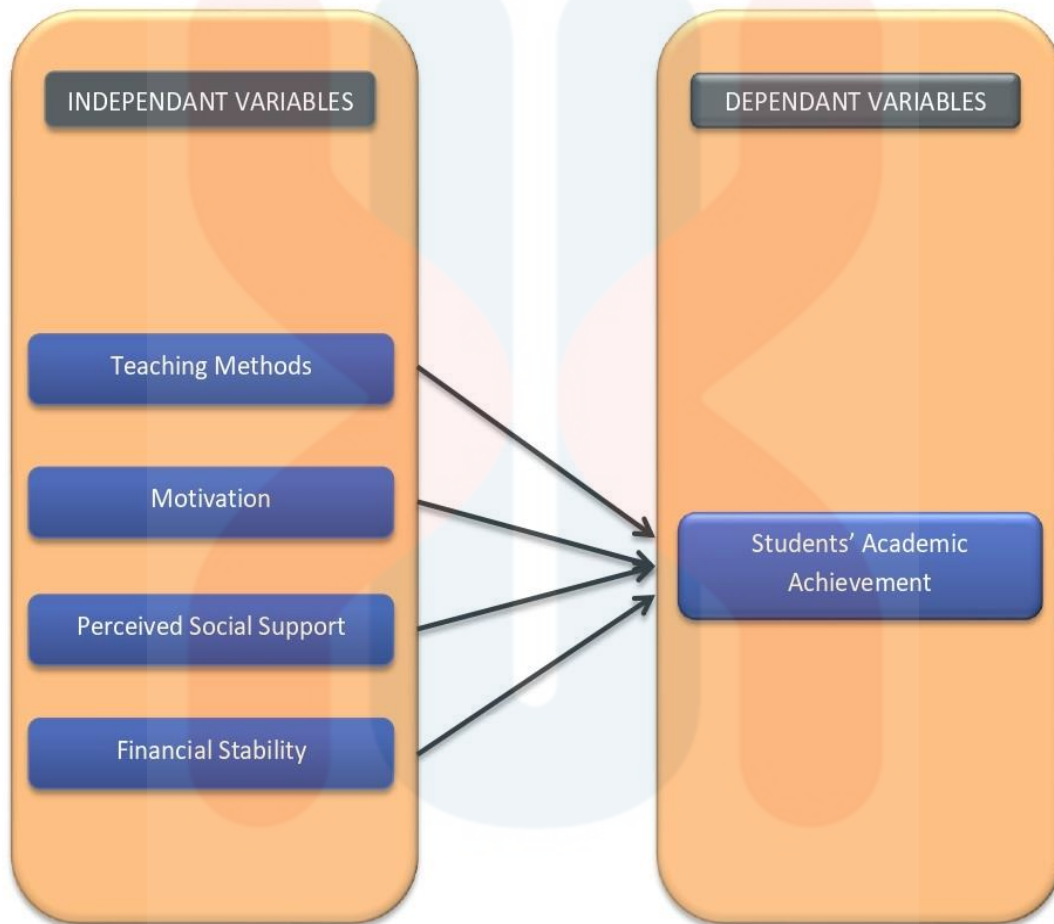 INDEPENDANT VARIABLES
Teaching Methods
Motivation
Perceived Social Support
Financial Stability
DEPENDANT VARIABLES
Students’ Academic
Achievement